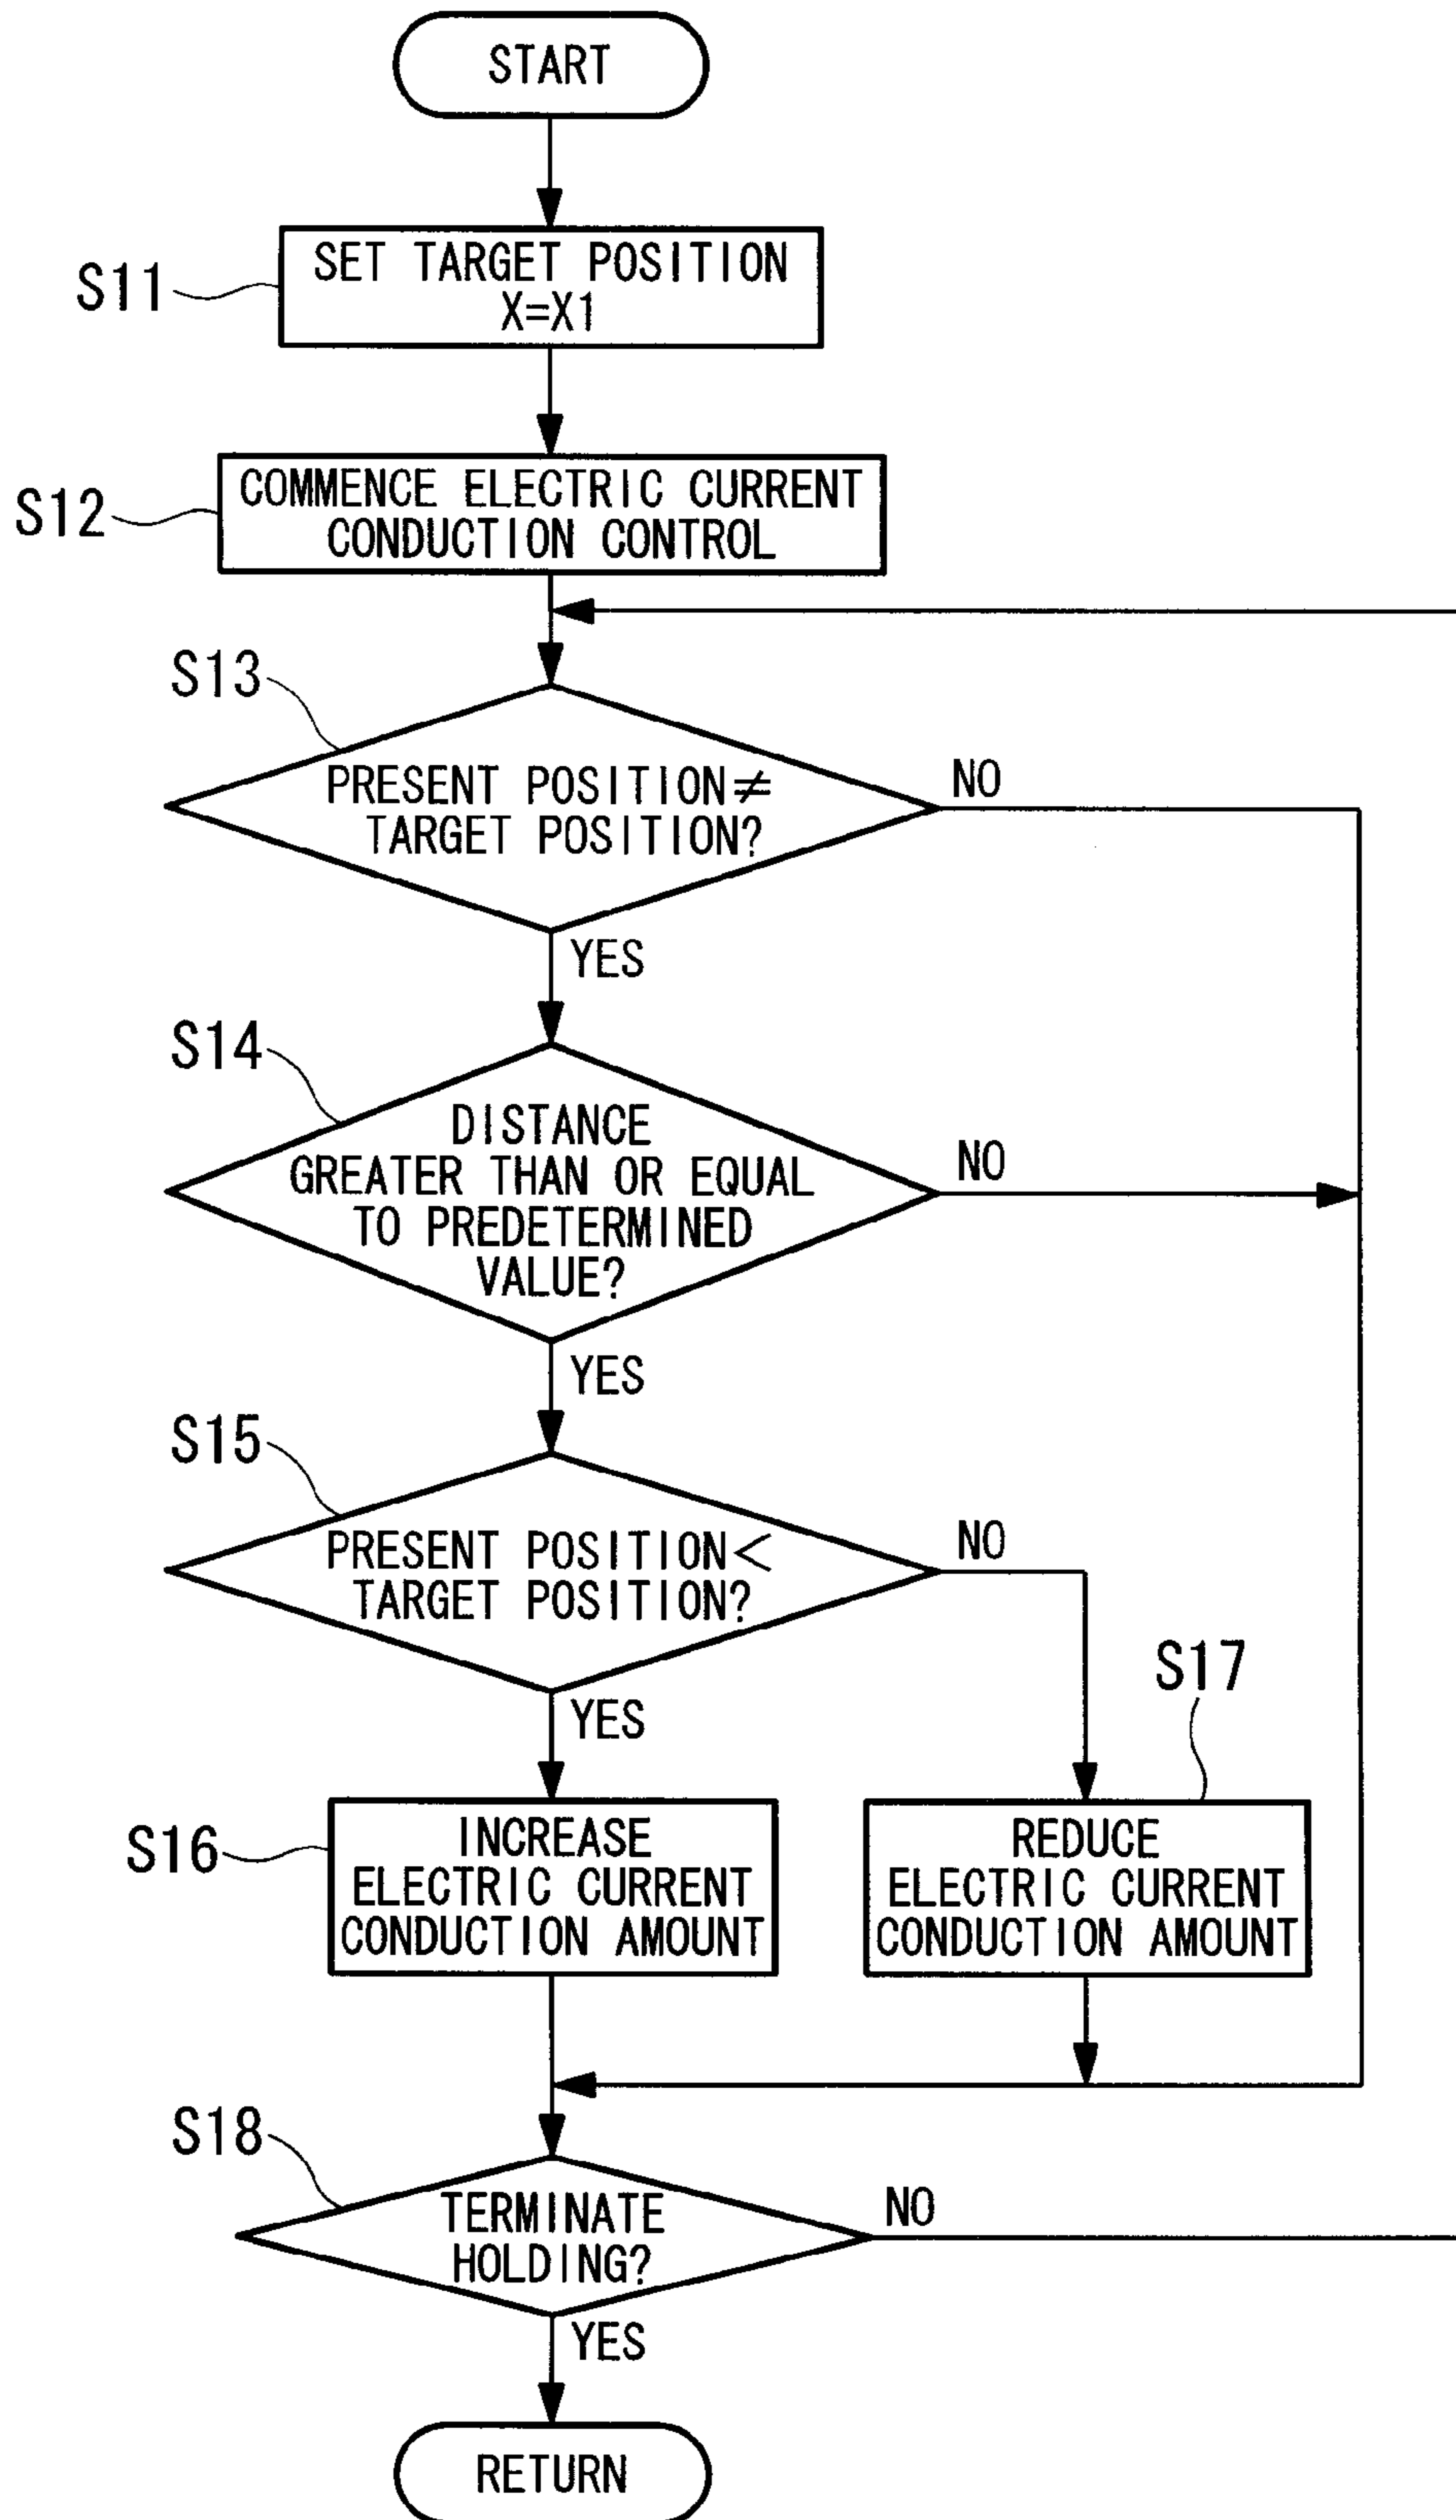 START
S11
SET TARGET POSITION
X=X1
S12
COMMENCE ELECTRIC CURRENT
CONDUCTION CONTROL
S13
PRESENT POSITION≠
TARGET POSITION?
NO
YES
S14
DISTANCE
GREATER THAN OR EQUAL
TO PREDETERMINED
VALUE?
NO
YES
S15
PRESENT POSITION<
TARGET POSITION?
NO
YES
S17
S16
INCREASE
ELECTRIC CURRENT
CONDUCTION AMOUNT
REDUCE
ELECTRIC CURRENT
CONDUCTION AMOUNT
S18
TERMINATE
HOLDING?
NO
YES
RETURN